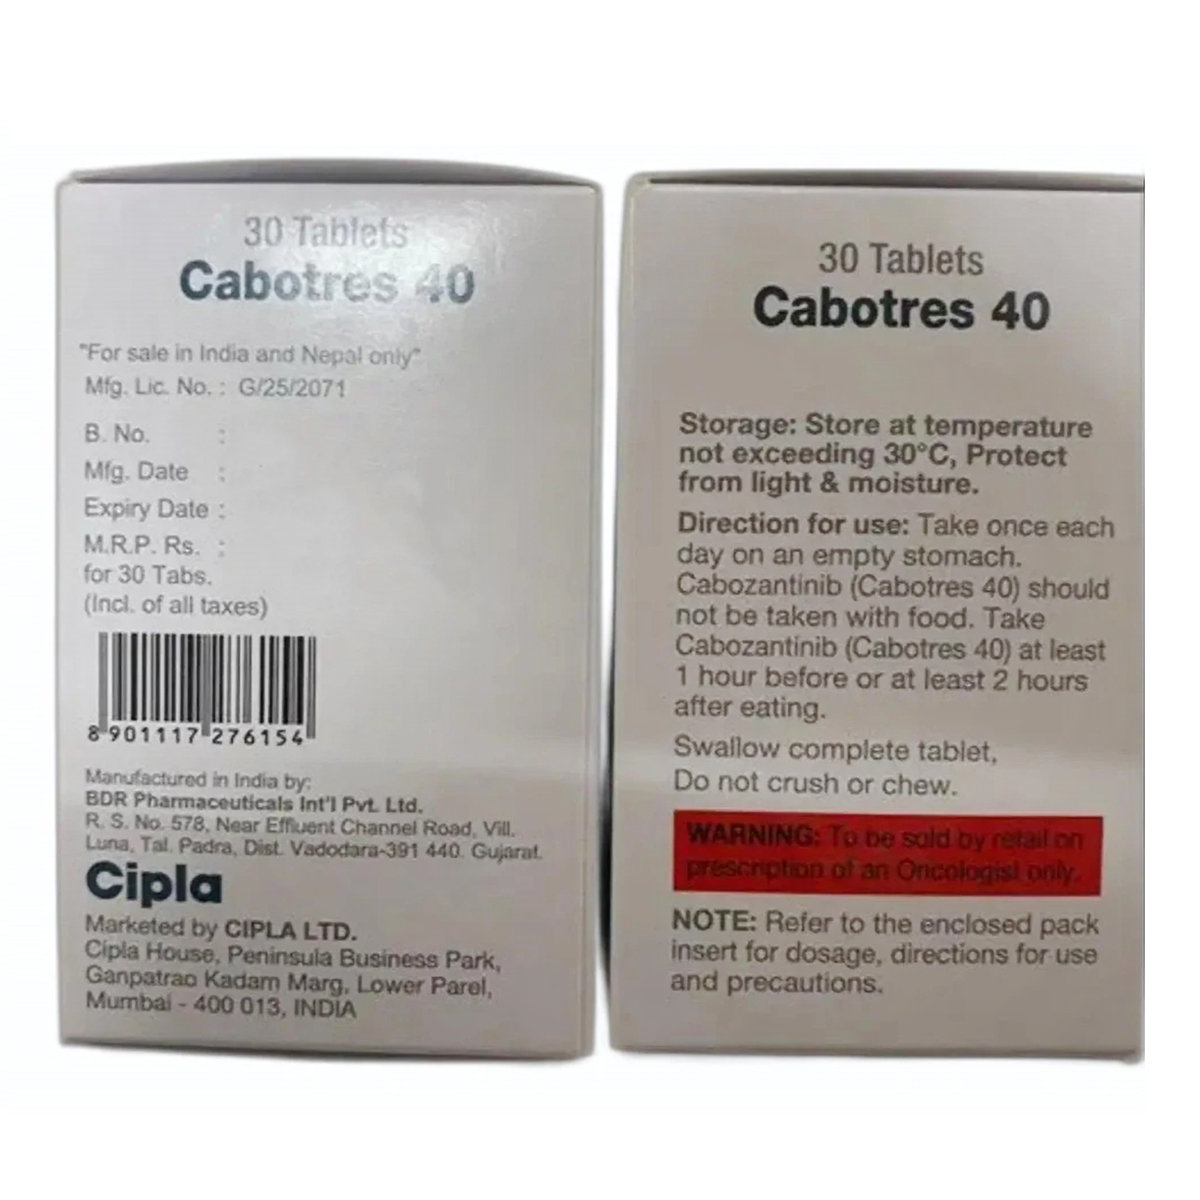 30 Tablets
Cabotres 40
"For sale in India and Nepal only"
Mfg. Lic. No. : G/25/2071
B. No. :
Mfg. Date :
Expiry Date :
M.R.P. Rs. :
for 30 Tabs.
(Incl. of all taxes)
8 901117 276154
Manufactured in India by:
BDR Pharmaceuticals Int'l Pvt. Ltd.
R. S. No. 578, Near Effluent Channel Road, Vill.
Luna, Tal. Padra, Dist. Vadodara-391 440. Gujarat.
Cipla
Marketed by CIPLA LTD.
Cipla House, Peninsula Business Park,
Ganpatrao Kadam Marg, Lower Parel,
Mumbai - 400 013, INDIA
30 Tablets
Cabotres 40
Storage: Store at temperature
not exceeding 30°C, Protect
from light & moisture.
Direction for use: Take once each
day on an empty stomach.
Cabozantinib (Cabotres 40) should
not be taken with food. Take
Cabozantinib (Cabotres 40) at least
1 hour before or at least 2 hours
after eating.
Swallow complete tablet,
Do not crush or chew.
WARNING: To be sold by retail on
prescription of an Oncologist only.
NOTE: Refer to the enclosed pack
insert for dosage, directions for use
and precautions.